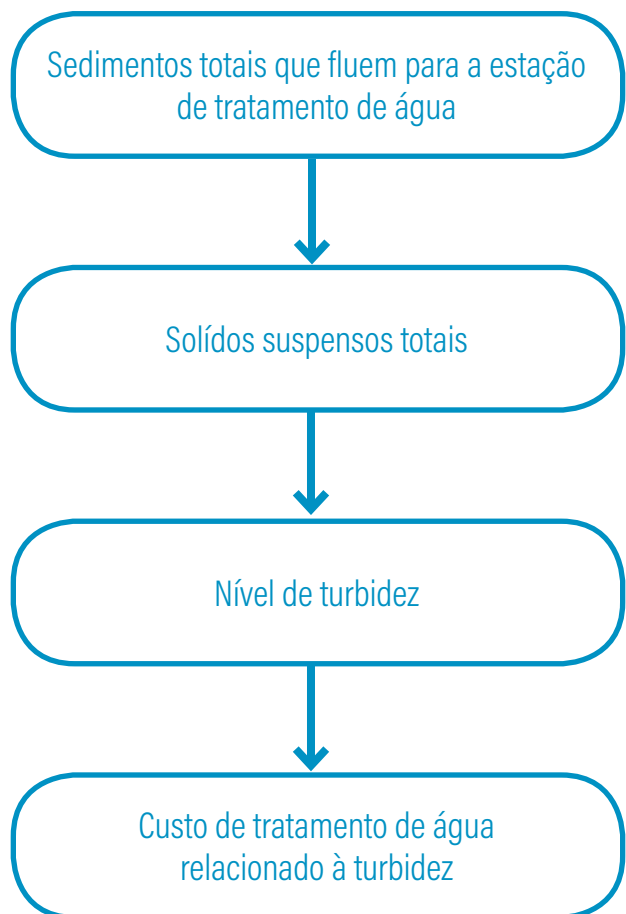 Sedimentos totais que fluem para a estação
de tratamento de água
Solídos suspensos totais
Nível de turbidez
Custo de tratamento de água
relacionado à turbidez